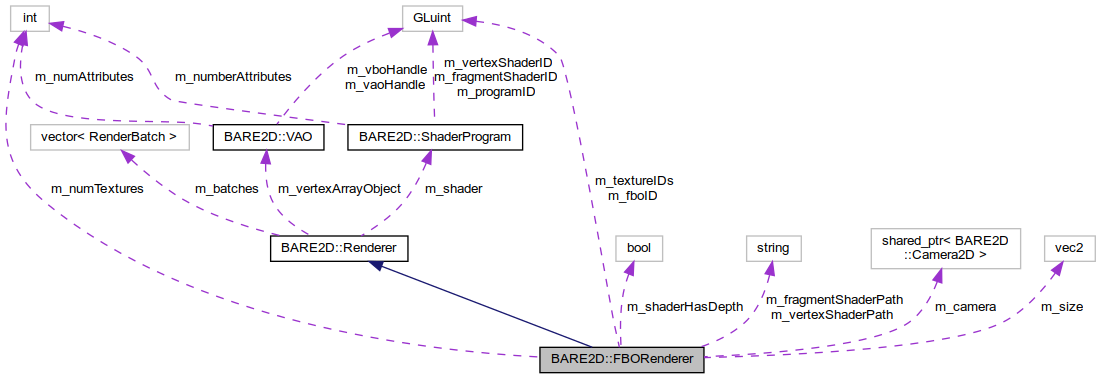 int
GLuint
m_numAttributes
m_numberAttributes
m_vboHandle
m_vaoHandle
m_vertexShaderID
m_fragmentShaderID
m_programID
vector< RenderBatch >
BARE2D::VAO
BARE2D::ShaderProgram
m_numTextures
m_batches
m_vertexArrayObject
m_shader
m_textureIDs
m_fboID
BARE2D::Renderer
bool
string
shared_ptr< BARE2D
::Camera2D >
vec2
m_shaderHasDepth
m_fragmentShaderPath
m_vertexShaderPath
m_camera
m_size
BARE2D::FBORenderer